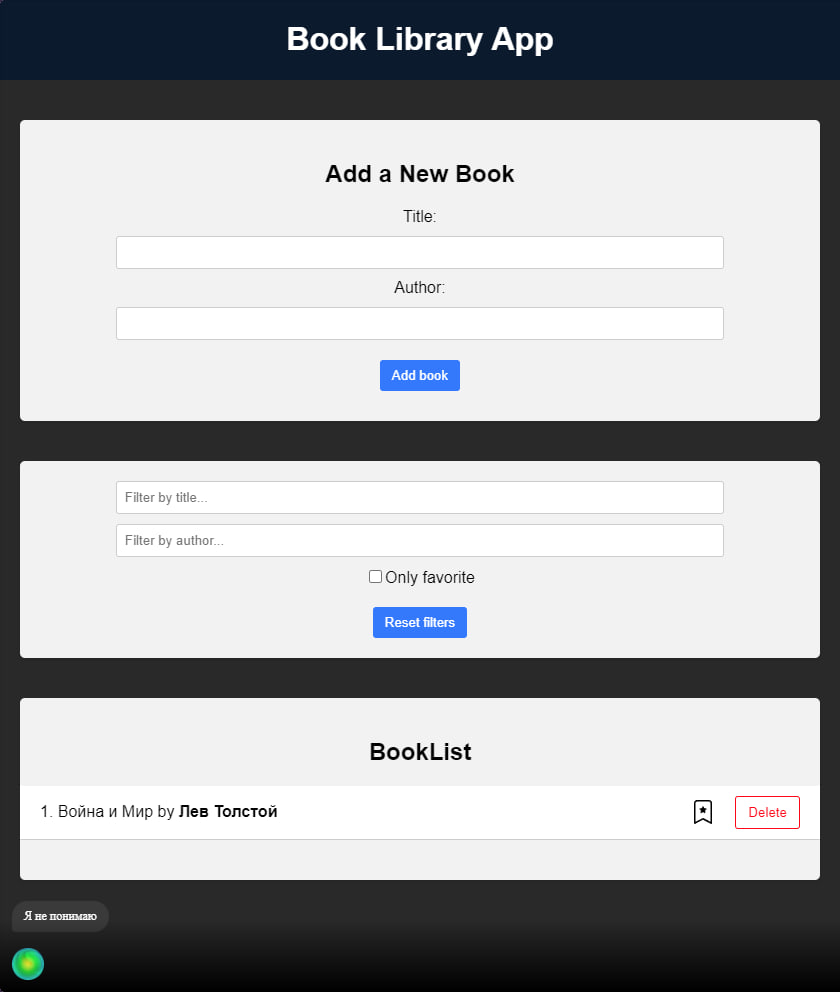 Book Library App
Add a New Book
Title:
Author:
Add book
Filter by title...
Filter by author...
Only favorite
Reset filters
BookList
1. Война и Мир by Лев Толстой
Delete
Я не понимаю